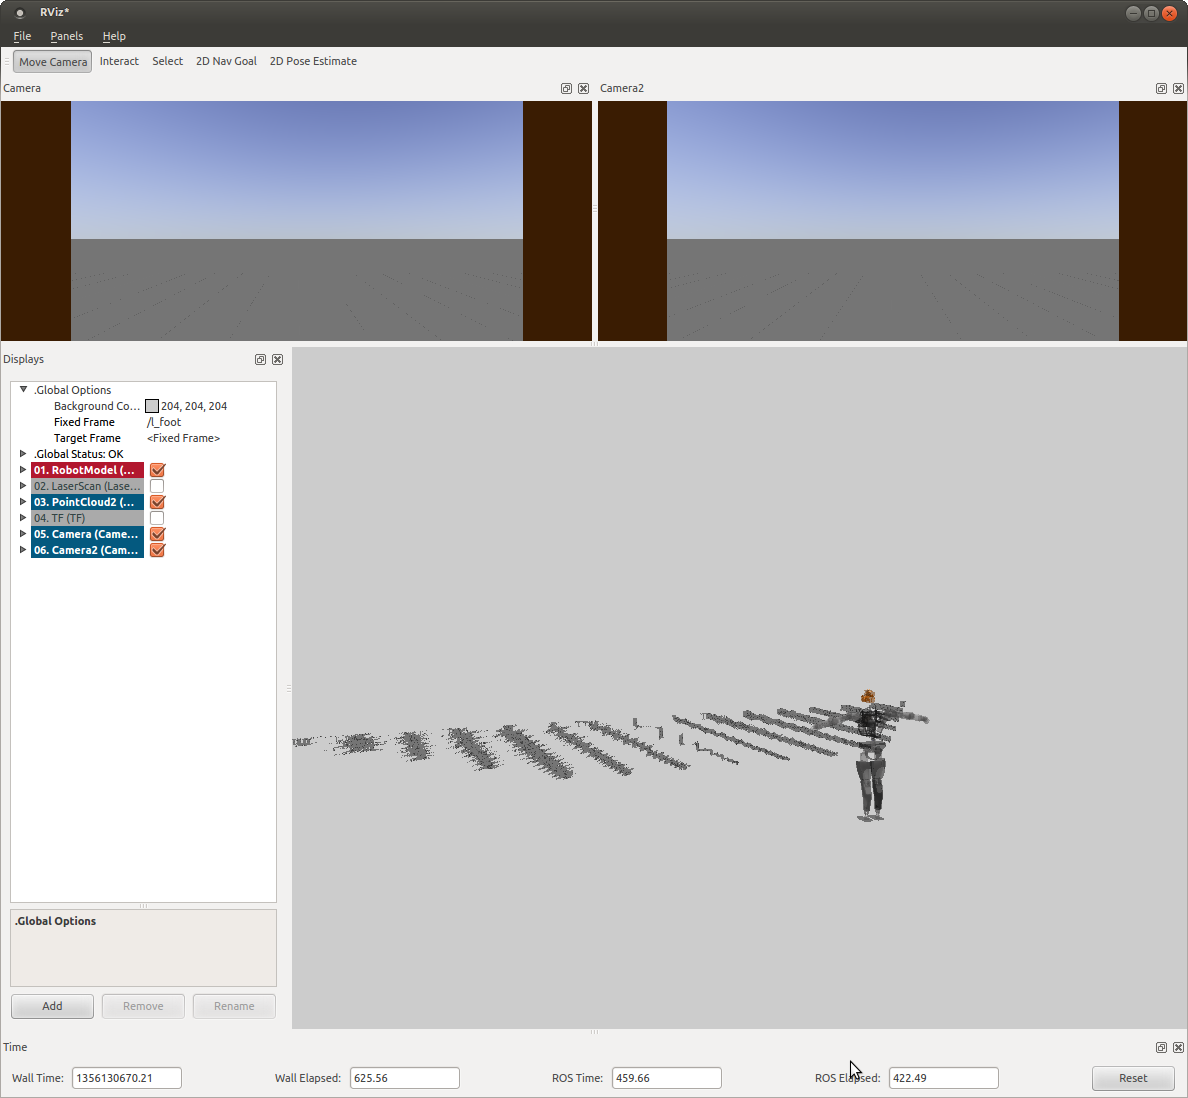 RViz*
File Panels Help
Move Camera Interact Select 2D Nav Goal 2D Pose Estimate
Camera
Camera2
Displays
.Global Options
Background Co... 204, 204, 204
Fixed Frame /l_foot
Target Frame <Fixed Frame>
.Global Status: OK
01. RobotModel (...
02. LaserScan (Lase...
03. PointCloud2 (...
04. TF (TF)
05. Camera (Came...
06. Camera2 (Cam...
.Global Options
Add Remove Rename
Time
Wall Time: 1356130670.21 Wall Elapsed: 625.56 ROS Time: 459.66 ROS Elapsed: 422.49 Reset